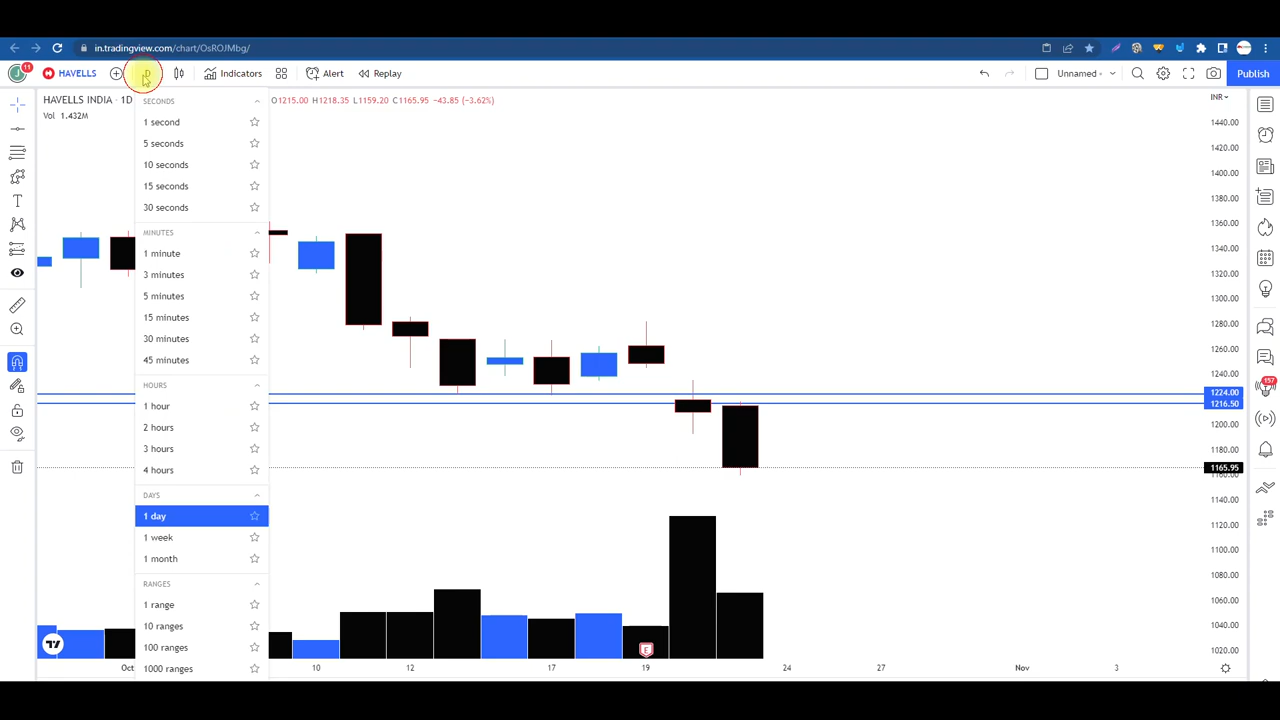 in.tradingview.com/chart/OsROJMbg/
J 11 HAVELLS D Indicators Alert Replay Unnamed Publish
HAVELLS INDIA · 1D O1215.00 H1218.35 L1159.20 C1165.95 -43.85 (-3.62%) INR
Vol 1.432M
SECONDS
1 second
5 seconds
10 seconds
15 seconds
30 seconds
MINUTES
1 minute
3 minutes
5 minutes
15 minutes
30 minutes
45 minutes
HOURS
1 hour
2 hours
3 hours
4 hours
DAYS
1 day
1 week
1 month
RANGES
1 range
10 ranges
100 ranges
1000 ranges
1440.00
1420.00
1400.00
1380.00
1360.00
1340.00
1320.00
1300.00
1280.00
1260.00
1240.00
1224.00
1216.50
1200.00
1180.00
1165.95
1160.00
1140.00
1120.00
1100.00
1080.00
1060.00
1040.00
1020.00
157
E
Oct 10 12 17 19 24 27 Nov 3